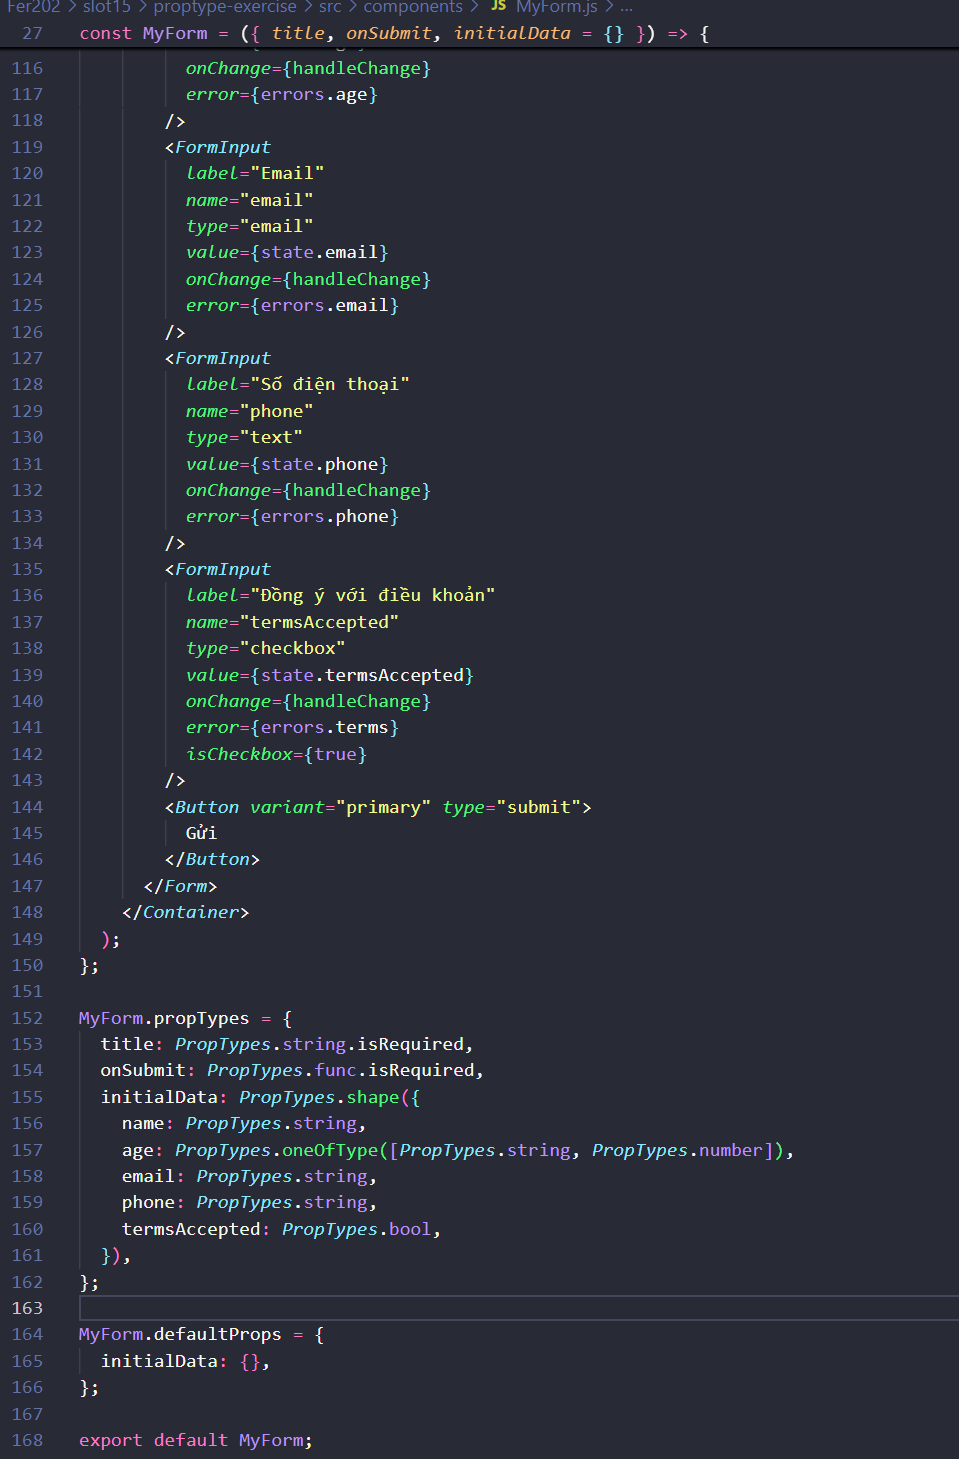 Fer202 > slot15 > proptype-exercise > src > components > JS MyForm.js > ...
27 const MyForm = ({ title, onSubmit, initialData = {} }) => {
116 onChange={handleChange}
117 error={errors.age}
118 />
119 <FormInput
120 label="Email"
121 name="email"
122 type="email"
123 value={state.email}
124 onChange={handleChange}
125 error={errors.email}
126 />
127 <FormInput
128 label="Số điện thoại"
129 name="phone"
130 type="text"
131 value={state.phone}
132 onChange={handleChange}
133 error={errors.phone}
134 />
135 <FormInput
136 label="Đồng ý với điều khoản"
137 name="termsAccepted"
138 type="checkbox"
139 value={state.termsAccepted}
140 onChange={handleChange}
141 error={errors.terms}
142 isCheckbox={true}
143 />
144 <Button variant="primary" type="submit">
145 Gửi
146 </Button>
147 </Form>
148 </Container>
149 );
150 };
151
152 MyForm.propTypes = {
153 title: PropTypes.string.isRequired,
154 onSubmit: PropTypes.func.isRequired,
155 initialData: PropTypes.shape({
156 name: PropTypes.string,
157 age: PropTypes.oneOfType([PropTypes.string, PropTypes.number]),
158 email: PropTypes.string,
159 phone: PropTypes.string,
160 termsAccepted: PropTypes.bool,
161 }),
162 };
163
164 MyForm.defaultProps = {
165 initialData: {},
166 };
167
168 export default MyForm;